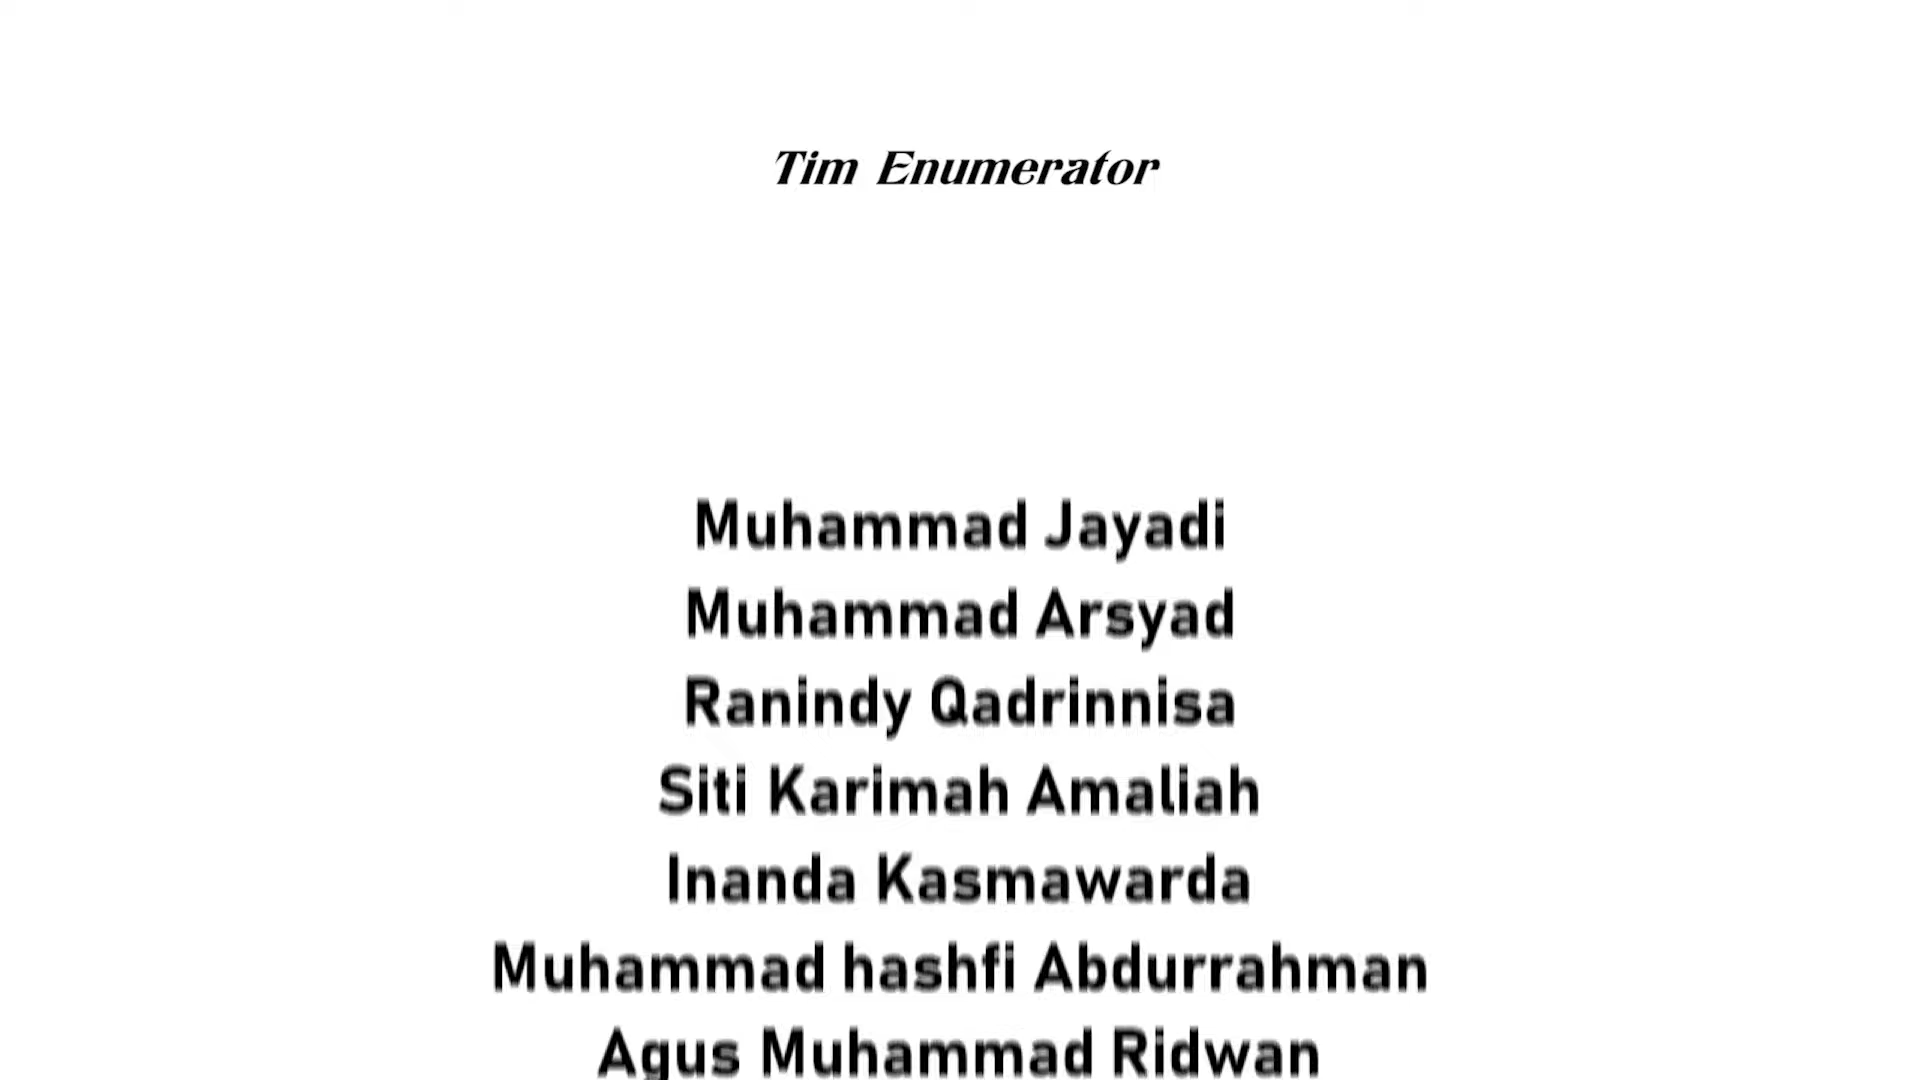 Tim Enumerator
Muhammad Jayadi
Muhammad Arsyad
Ranindy Qadrinnisa
Siti Karimah Amaliah
Inanda Kasmawarda
Muhammad hashfi Abdurrahman
Agus Muhammad Ridwan